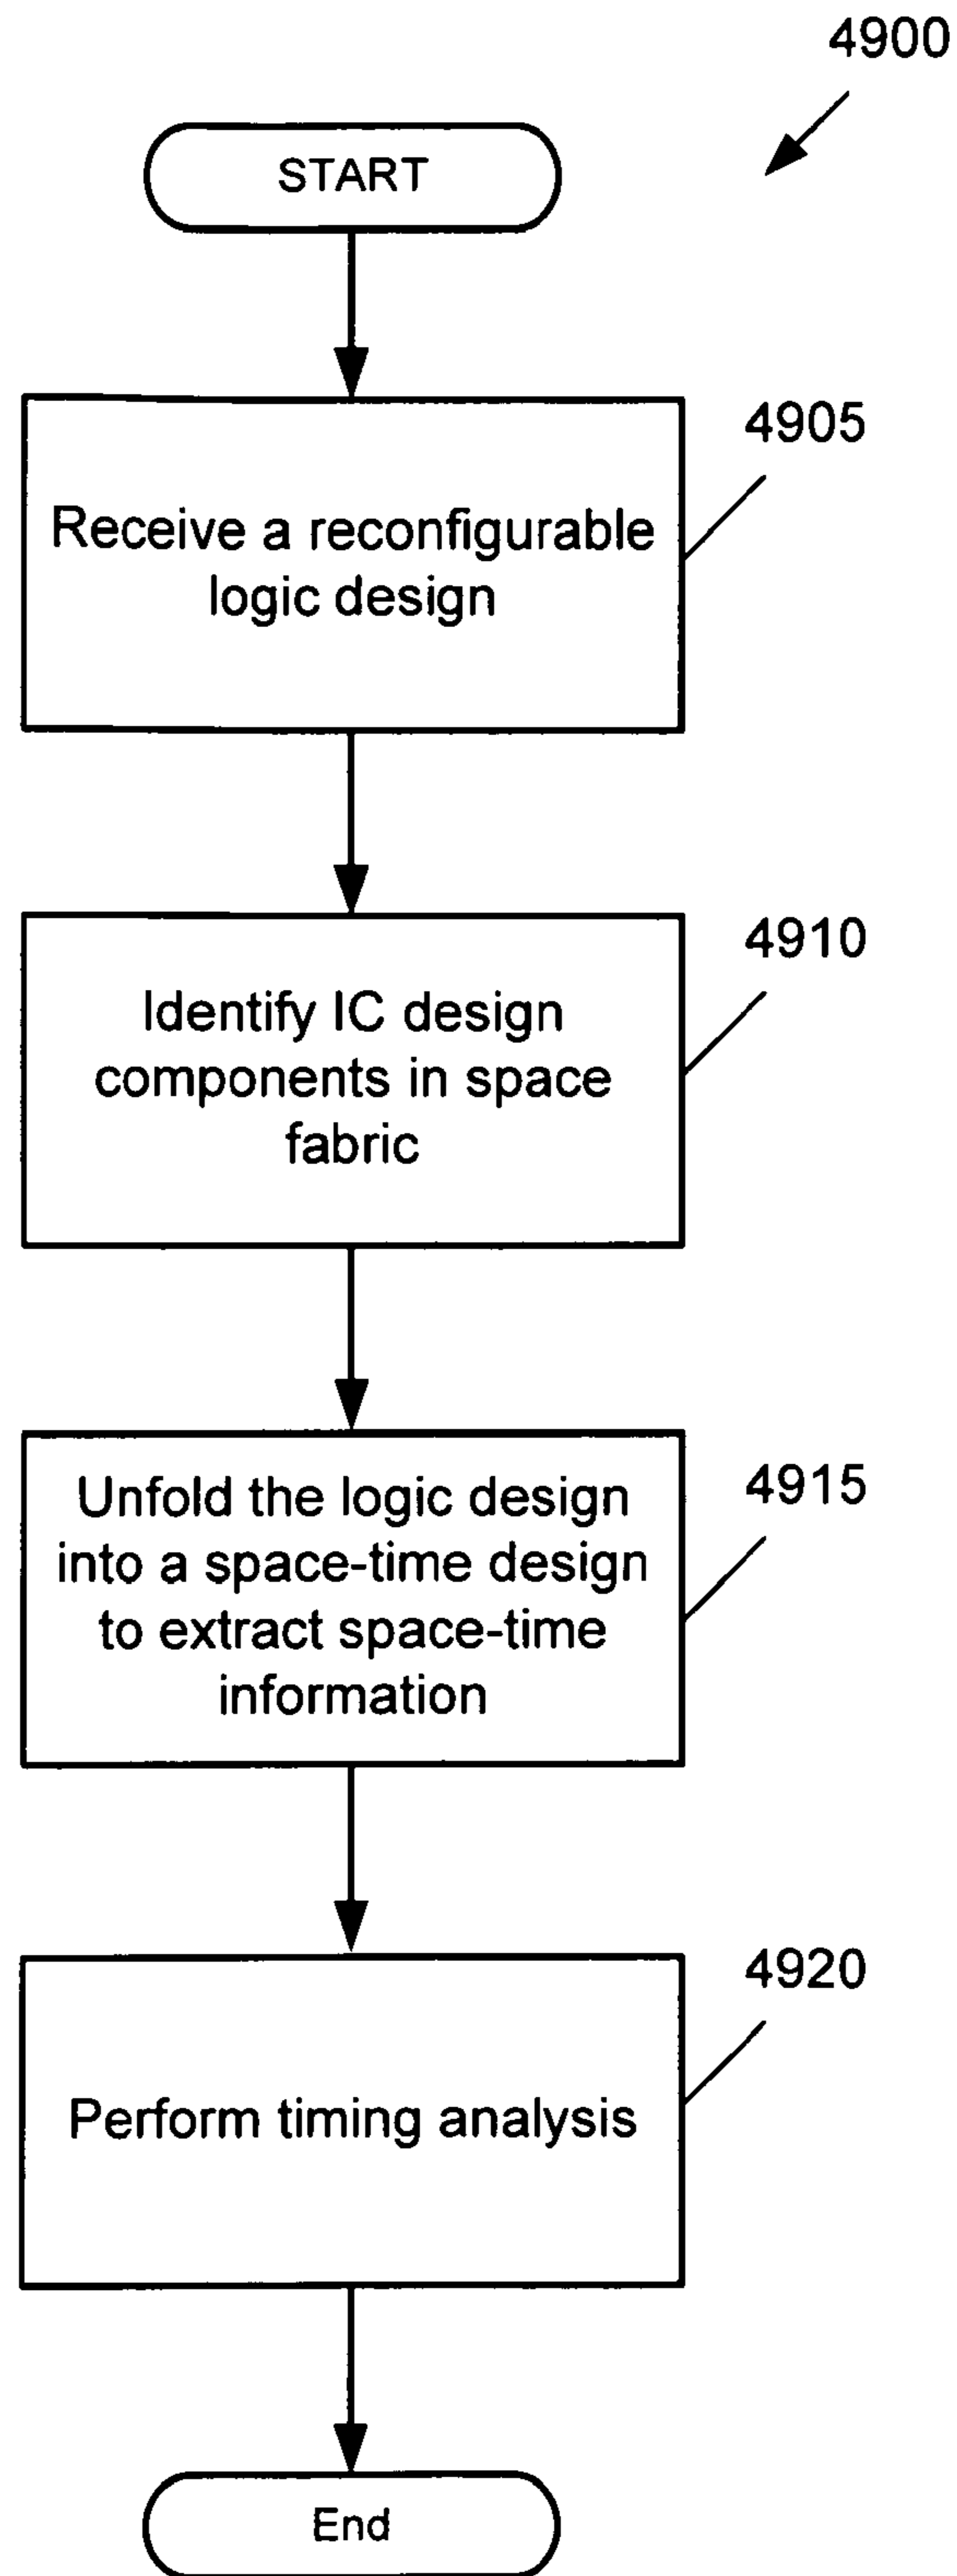 4900
START
4905
Receive a reconfigurable
logic design
4910
Identify IC design
components in space
fabric
4915
Unfold the logic design
into a space-time design
to extract space-time
information
4920
Perform timing analysis
End